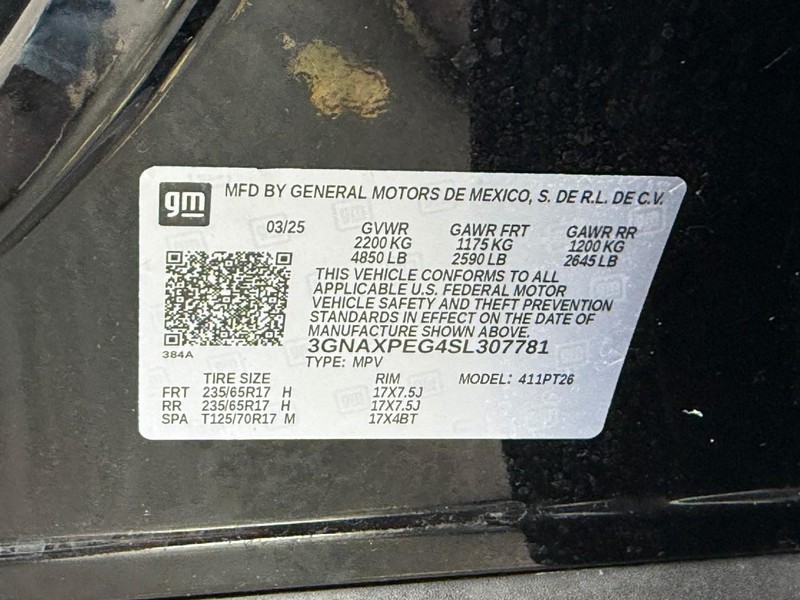 gm MFD BY GENERAL MOTORS DE MEXICO, S. DE R.L. DE C.V.
03/25 GVWR GAWR FRT GAWR RR
2200 KG 1175 KG 1200 KG
4850 LB 2590 LB 2645 LB
THIS VEHICLE CONFORMS TO ALL
APPLICABLE U.S. FEDERAL MOTOR
VEHICLE SAFETY AND THEFT PREVENTION
STANDARDS IN EFFECT ON THE DATE OF
MANUFACTURE SHOWN ABOVE.
384A 3GNAXPEG4SL307781
TYPE: MPV
TIRE SIZE RIM MODEL: 411PT26
FRT 235/65R17 H 17X7.5J
RR 235/65R17 H 17X7.5J
SPA T125/70R17 M 17X4BT